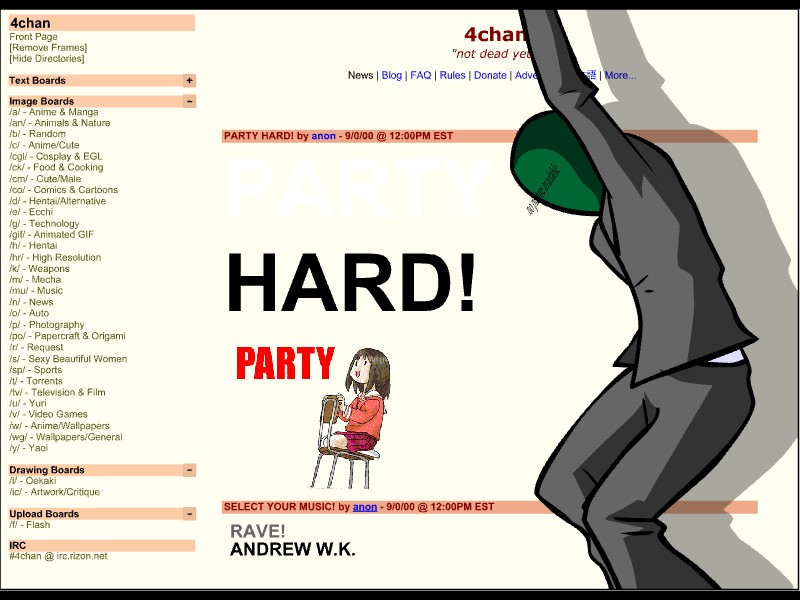 4chan
Front Page
[Remove Frames]
[Hide Directories]
Text Boards +
Image Boards -
/a/ - Anime & Manga
/an/ - Animals & Nature
/b/ - Random
/c/ - Anime/Cute
/cgl/ - Cosplay & EGL
/ck/ - Food & Cooking
/cm/ - Cute/Male
/co/ - Comics & Cartoons
/d/ - Hentai/Alternative
/e/ - Ecchi
/g/ - Technology
/gif/ - Animated GIF
/h/ - Hentai
/hr/ - High Resolution
/k/ - Weapons
/m/ - Mecha
/mu/ - Music
/n/ - News
/o/ - Auto
/p/ - Photography
/po/ - Papercraft & Origami
/r/ - Request
/s/ - Sexy Beautiful Women
/sp/ - Sports
/t/ - Torrents
/tv/ - Television & Film
/u/ - Yuri
/v/ - Video Games
/w/ - Anime/Wallpapers
/wg/ - Wallpapers/General
/y/ - Yaoi
Drawing Boards -
/i/ - Oekaki
/ic/ - Artwork/Critique
Upload Boards -
/f/ - Flash
IRC
#4chan @ irc.rizon.net
4chan
"not dead ye
News | Blog | FAQ | Rules | Donate | Adve 語 | More...
PARTY HARD! by anon - 9/0/00 @ 12:00PM EST
PARTY
HARD!
PARTY
SELECT YOUR MUSIC! by anon - 9/0/00 @ 12:00PM EST
RAVE!
ANDREW W.K.